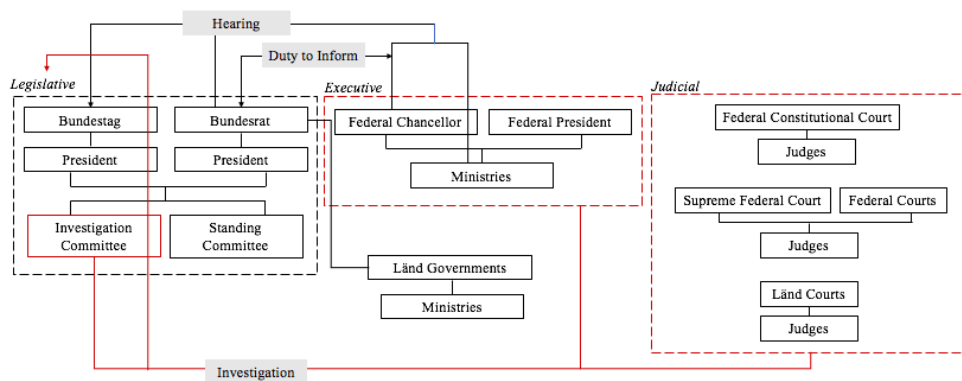 Hearing
Duty to Inform
Legislative
Executive
Judicial
Bundestag
Bundesrat
Federal Chancellor
Federal President
Federal Constitutional Court
President
President
Judges
Ministries
Investigation
Committee
Standing
Committee
Supreme Federal Court
Federal Courts
Judges
Länd Governments
Ministries
Länd Courts
Judges
Investigation